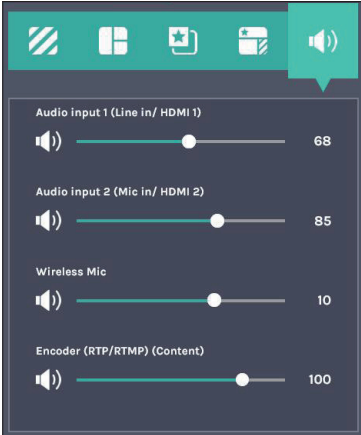 Audio input 1 (Line in/ HDMI 1)
68
Audio input 2 (Mic in/ HDMI 2)
85
Wireless Mic
10
Encoder (RTP/RTMP) (Content)
100